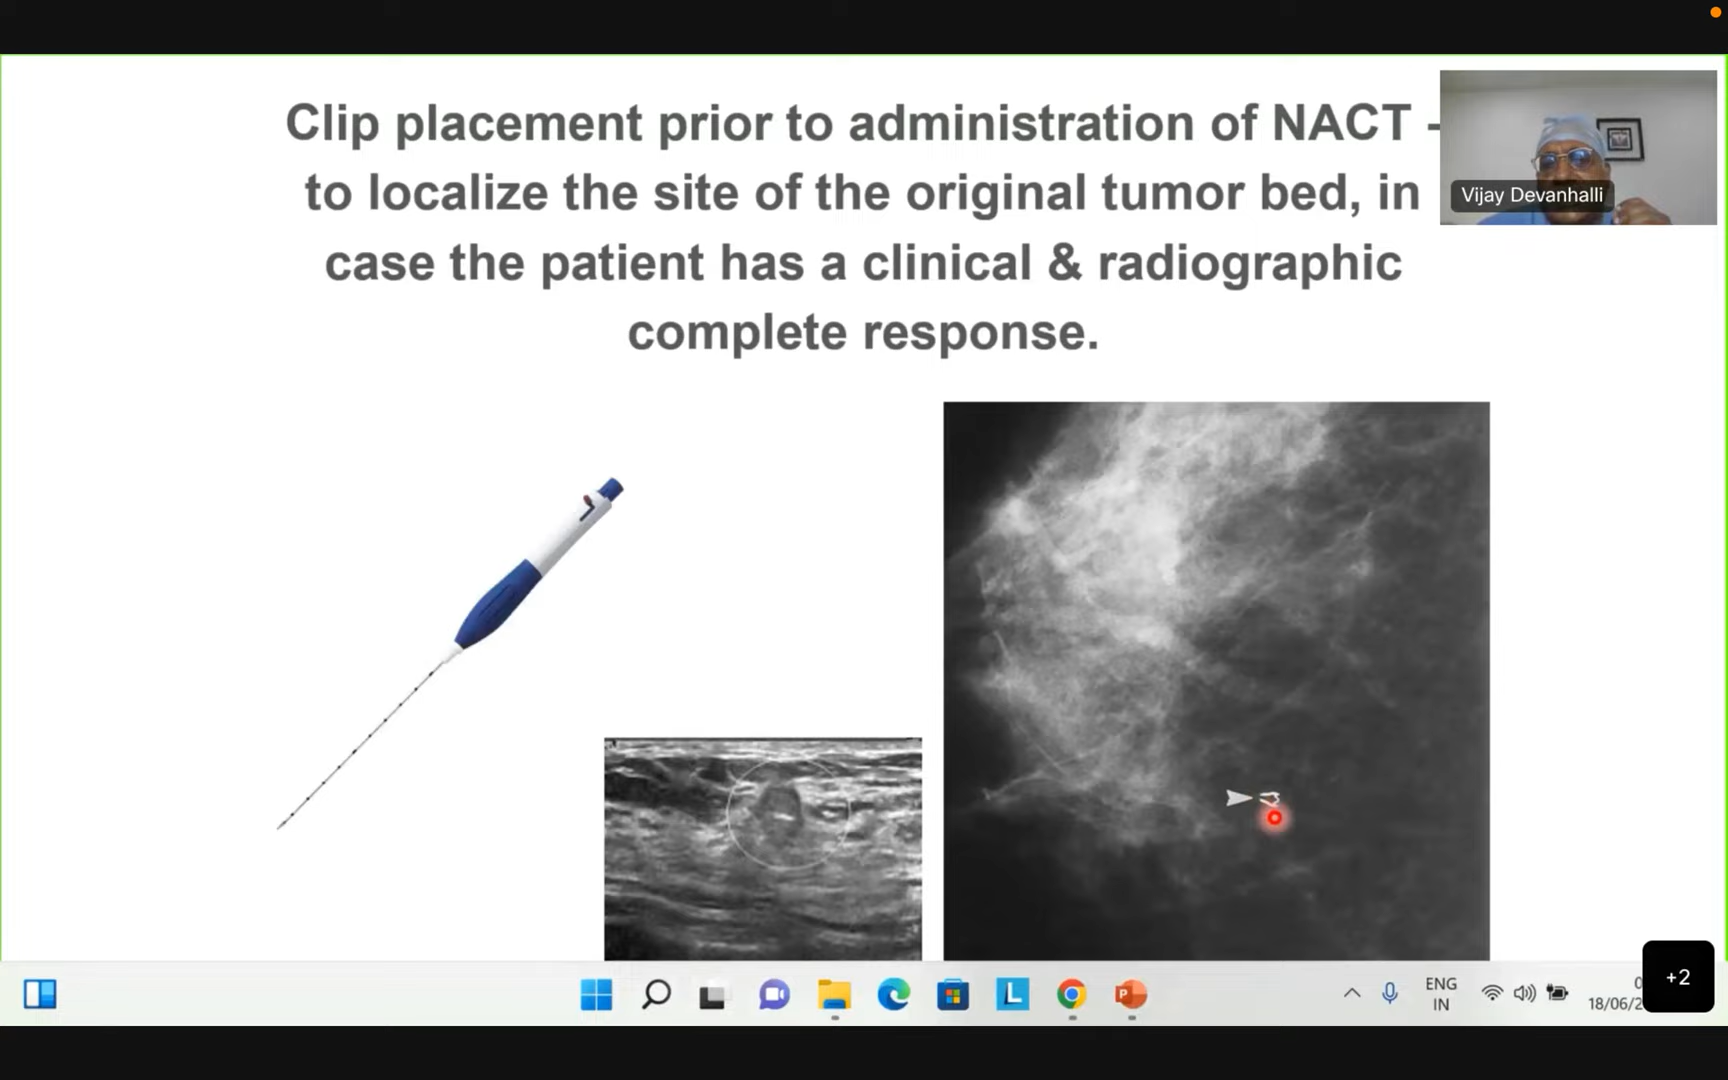 Clip placement prior to administration of NACT -
to localize the site of the original tumor bed, in
case the patient has a clinical & radiographic
complete response.
Vijay Devanhalli
ENG
IN
18/06/2
+2